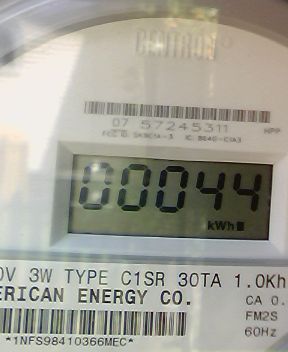 CENTRON
07 57245311 HPP
00044
kWh
0V 3W TYPE C1SR 30TA 1.0Kh
ERICAN ENERGY CO.
CA 0.
FM2S
60Hz
*1NFS98410366MEC*